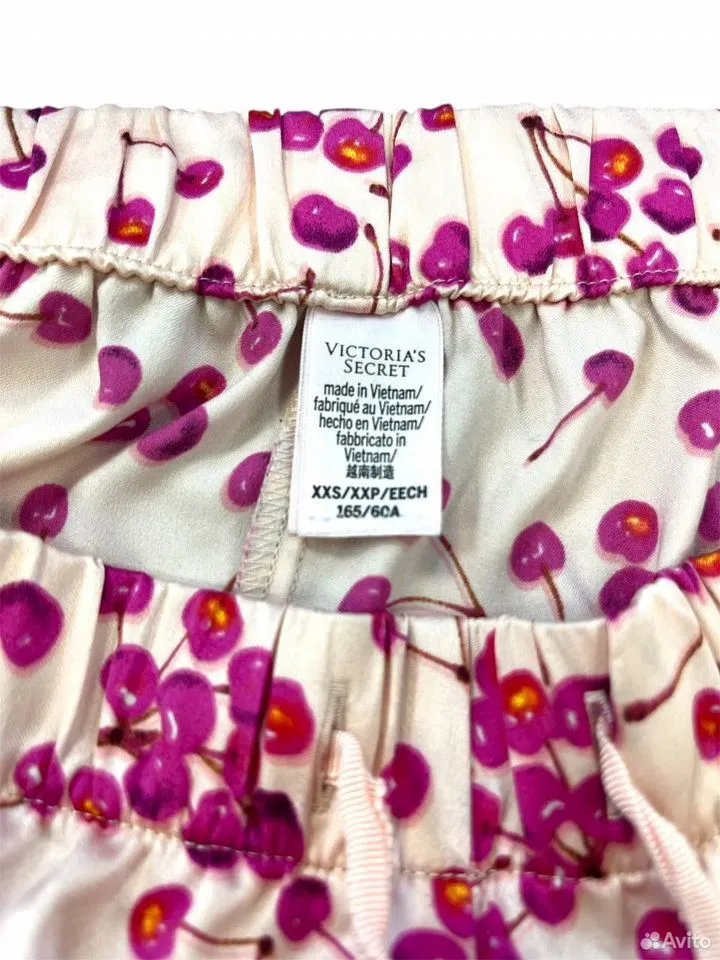 VICTORIA'S
SECRET
made in Vietnam/
fabriqué au Vietnam/
hecho en Vietnam/
fabbricato in
Vietnam/
越南制造
XXS/XXP/EECH
165/60A
Avito